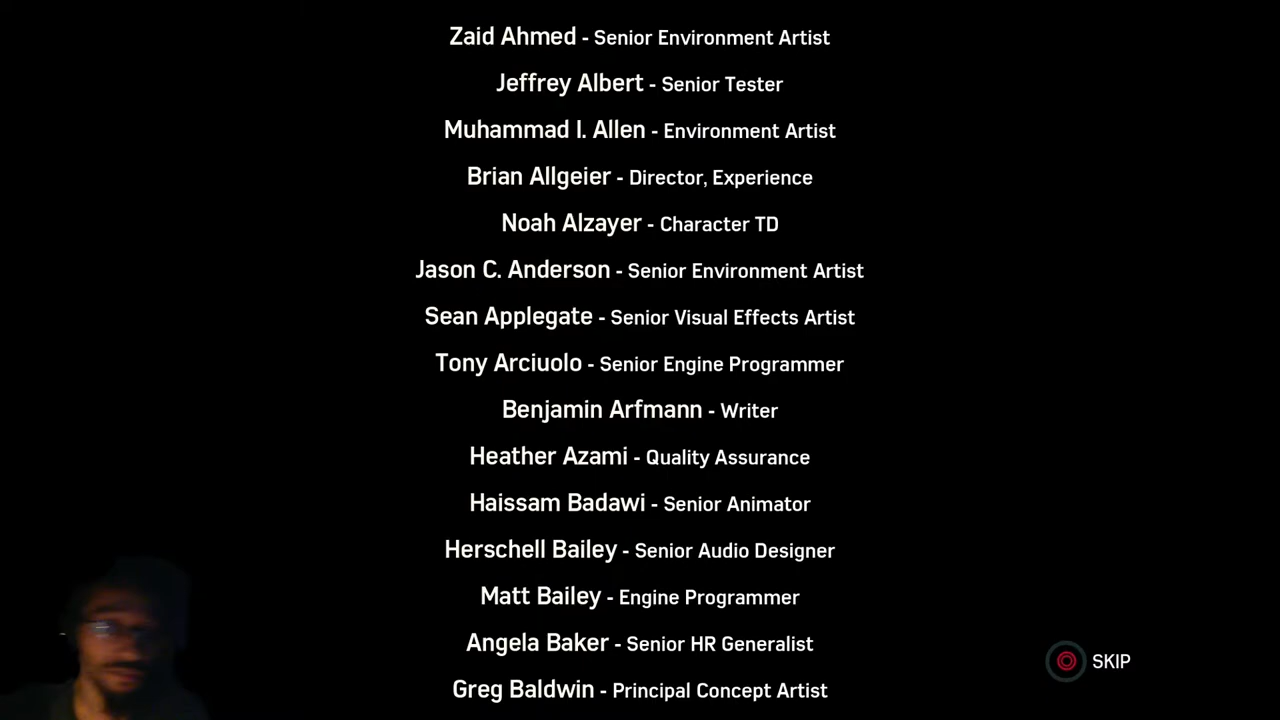 Zaid Ahmed - Senior Environment Artist
Jeffrey Albert - Senior Tester
Muhammad I. Allen - Environment Artist
Brian Allgeier - Director, Experience
Noah Alzayer - Character TD
Jason C. Anderson - Senior Environment Artist
Sean Applegate - Senior Visual Effects Artist
Tony Arciuolo - Senior Engine Programmer
Benjamin Arfmann - Writer
Heather Azami - Quality Assurance
Haissam Badawi - Senior Animator
Herschell Bailey - Senior Audio Designer
Matt Bailey - Engine Programmer
Angela Baker - Senior HR Generalist
SKIP
Greg Baldwin - Principal Concept Artist